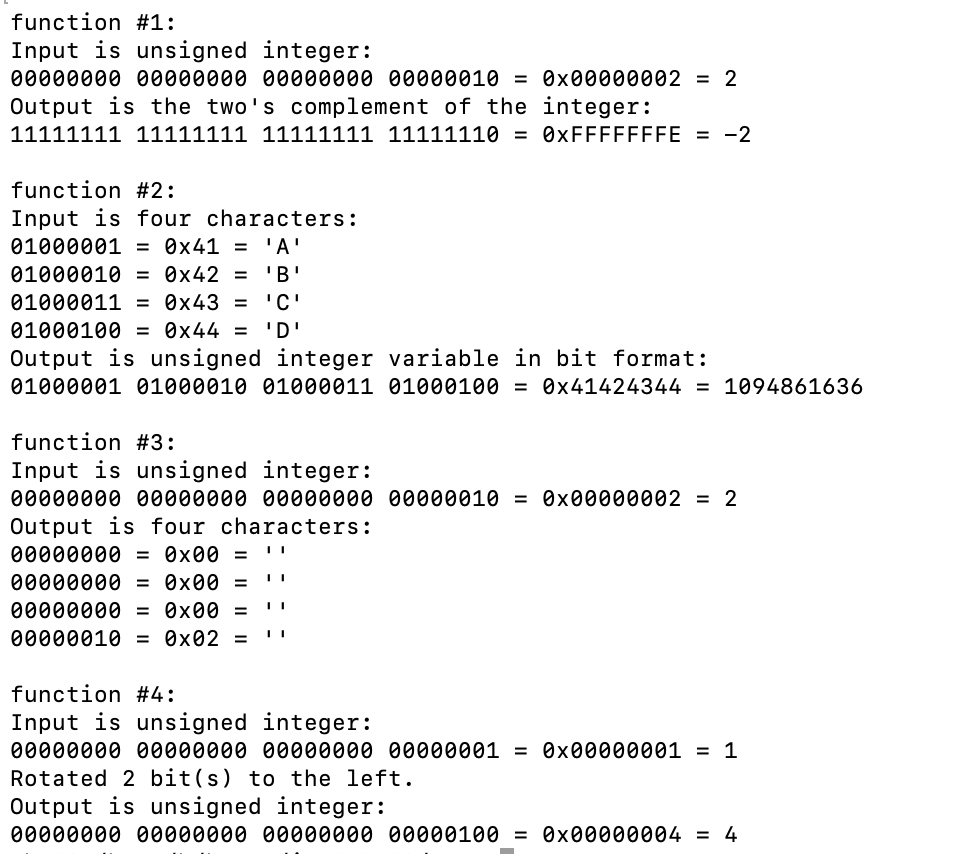 function #1:
Input is unsigned integer:
00000000 00000000 00000000 00000010 = 0x00000002 = 2
Output is the two's complement of the integer:
11111111 11111111 11111111 11111110 = 0xFFFFFFFE = -2
function #2:
Input is four characters:
01000001 = 0x41 = 'A'
01000010 = 0x42 = 'B'
01000011 = 0x43 = 'C'
01000100 = 0x44 = 'D'
Output is unsigned integer variable in bit format:
01000001 01000010 01000011 01000100 = 0x41424344 = 1094861636
function #3:
Input is unsigned integer:
00000000 00000000 00000000 00000010 = 0x00000002 = 2
Output is four characters:
00000000 = 0x00 = ''
00000000 = 0x00 = ''
00000000 = 0x00 = ''
00000010 = 0x02 = ''
function #4:
Input is unsigned integer:
00000000 00000000 00000000 00000001 = 0x00000001 = 1
Rotated 2 bit(s) to the left.
Output is unsigned integer:
00000000 00000000 00000000 00000100 = 0x00000004 = 4